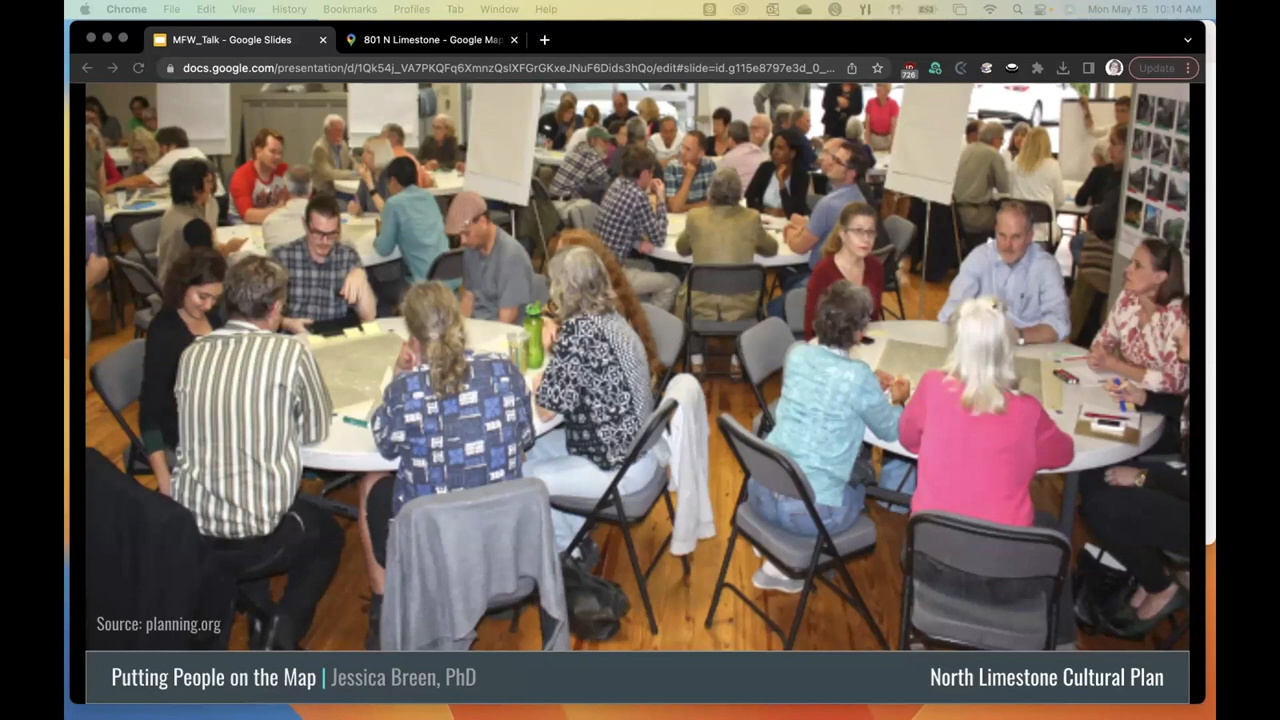 Chrome File Edit View History Bookmarks Profiles Tab Window Help Mon May 15 10:14 AM
MFW_Talk - Google Slides 801 N Limestone - Google Map
docs.google.com/presentation/d/1Qk54j_VA7PKQFq6XmnzQslXFGrGKxeJNuF6Dids3hQo/edit#slide=id.g115e8797e3d_0_... 726 Update
Source: planning.org
Putting People on the Map | Jessica Breen, PhD North Limestone Cultural Plan